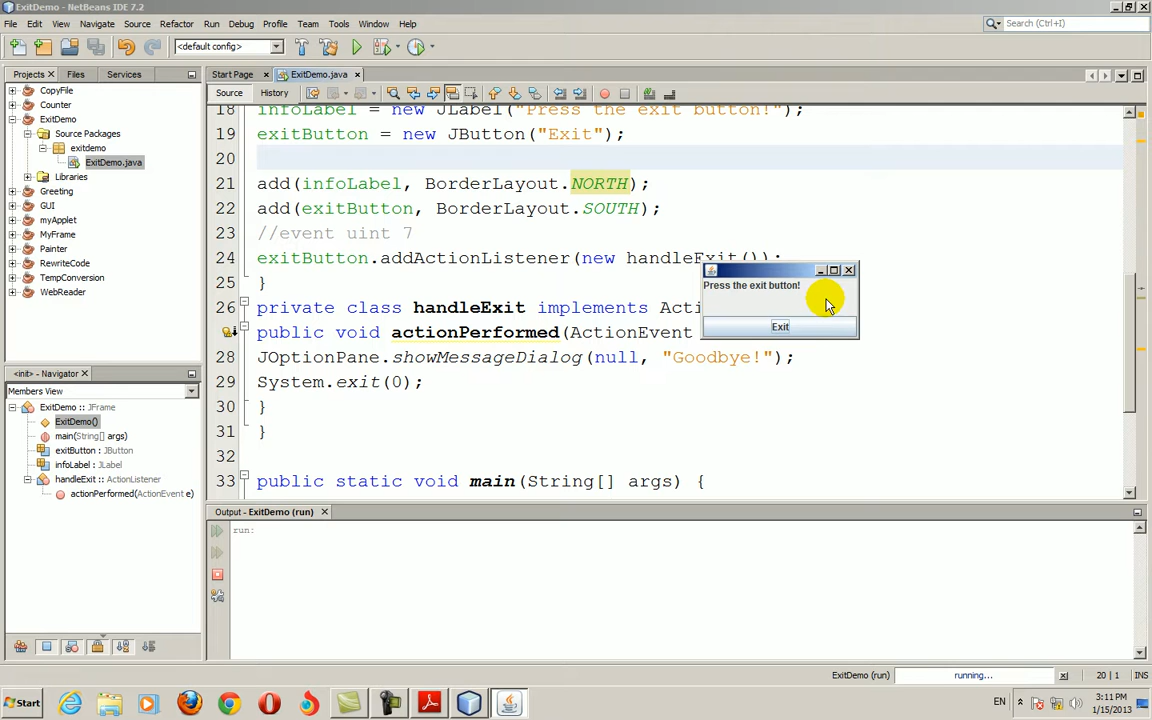 ExitDemo - NetBeans IDE 7.2
File Edit View Navigate Source Refactor Run Debug Profile Team Tools Window Help
Search (Ctrl+I)
<default config>
Projects Files Services
Start Page ExitDemo.java
Source History
CopyFile
Counter
ExitDemo
Source Packages
exitdemo
ExitDemo.java
Libraries
Greeting
GUI
myApplet
MyFrame
Painter
RewriteCode
TempConversion
WebReader
18 infoLabel = new JLabel("Press the exit button!");
19 exitButton = new JButton("Exit");
20
21 add(infoLabel, BorderLayout.NORTH);
22 add(exitButton, BorderLayout.SOUTH);
23 //event uint 7
24 exitButton.addActionListener(new handleExit());
25 }
26 private class handleExit implements Acti
public void actionPerformed(ActionEvent
28 JOptionPane.showMessageDialog(null, "Goodbye!");
29 System.exit(0);
30 }
31 }
32
33 public static void main(String[] args) {
Press the exit button!
Exit
<init> - Navigator
Members View
ExitDemo :: JFrame
ExitDemo()
main(String[] args)
exitButton : JButton
infoLabel : JLabel
handleExit :: ActionListener
actionPerformed(ActionEvent e)
Output - ExitDemo (run)
run:
ExitDemo (run) running... 20 | 1 INS
Start
EN
3:11 PM
1/15/2013